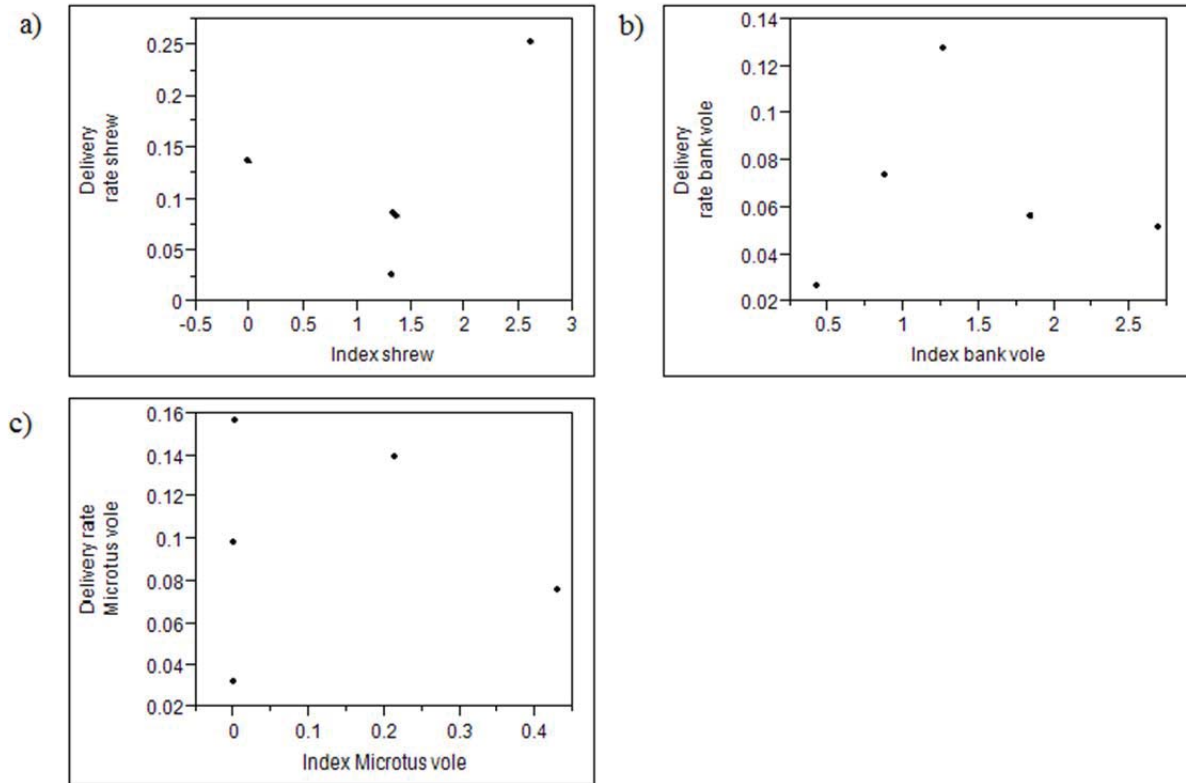 a)
Delivery
rate shrew
0.25
0.2
0.15
0.1
0.05
0
-0.5 0 0.5 1 1.5 2 2.5 3
Index shrew
b)
Delivery
rate bank vole
0.14
0.12
0.1
0.08
0.06
0.04
0.02
0.5 1 1.5 2 2.5
Index bank vole
c)
Delivery rate
Microtus vole
0.16
0.14
0.12
0.1
0.08
0.06
0.04
0.02
0 0.1 0.2 0.3 0.4
Index Microtus vole